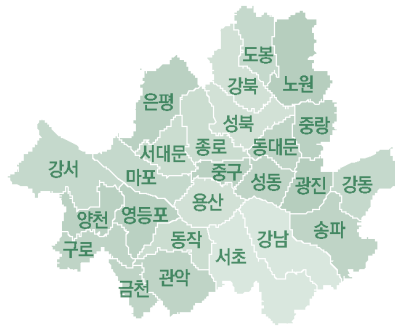 도봉
강북
노원
은평
성북
중랑
서대문
종로
동대문
강서
마포
중구
성동
광진
강동
양천
영등포
용산
구로
동작
서초
강남
송파
금천
관악